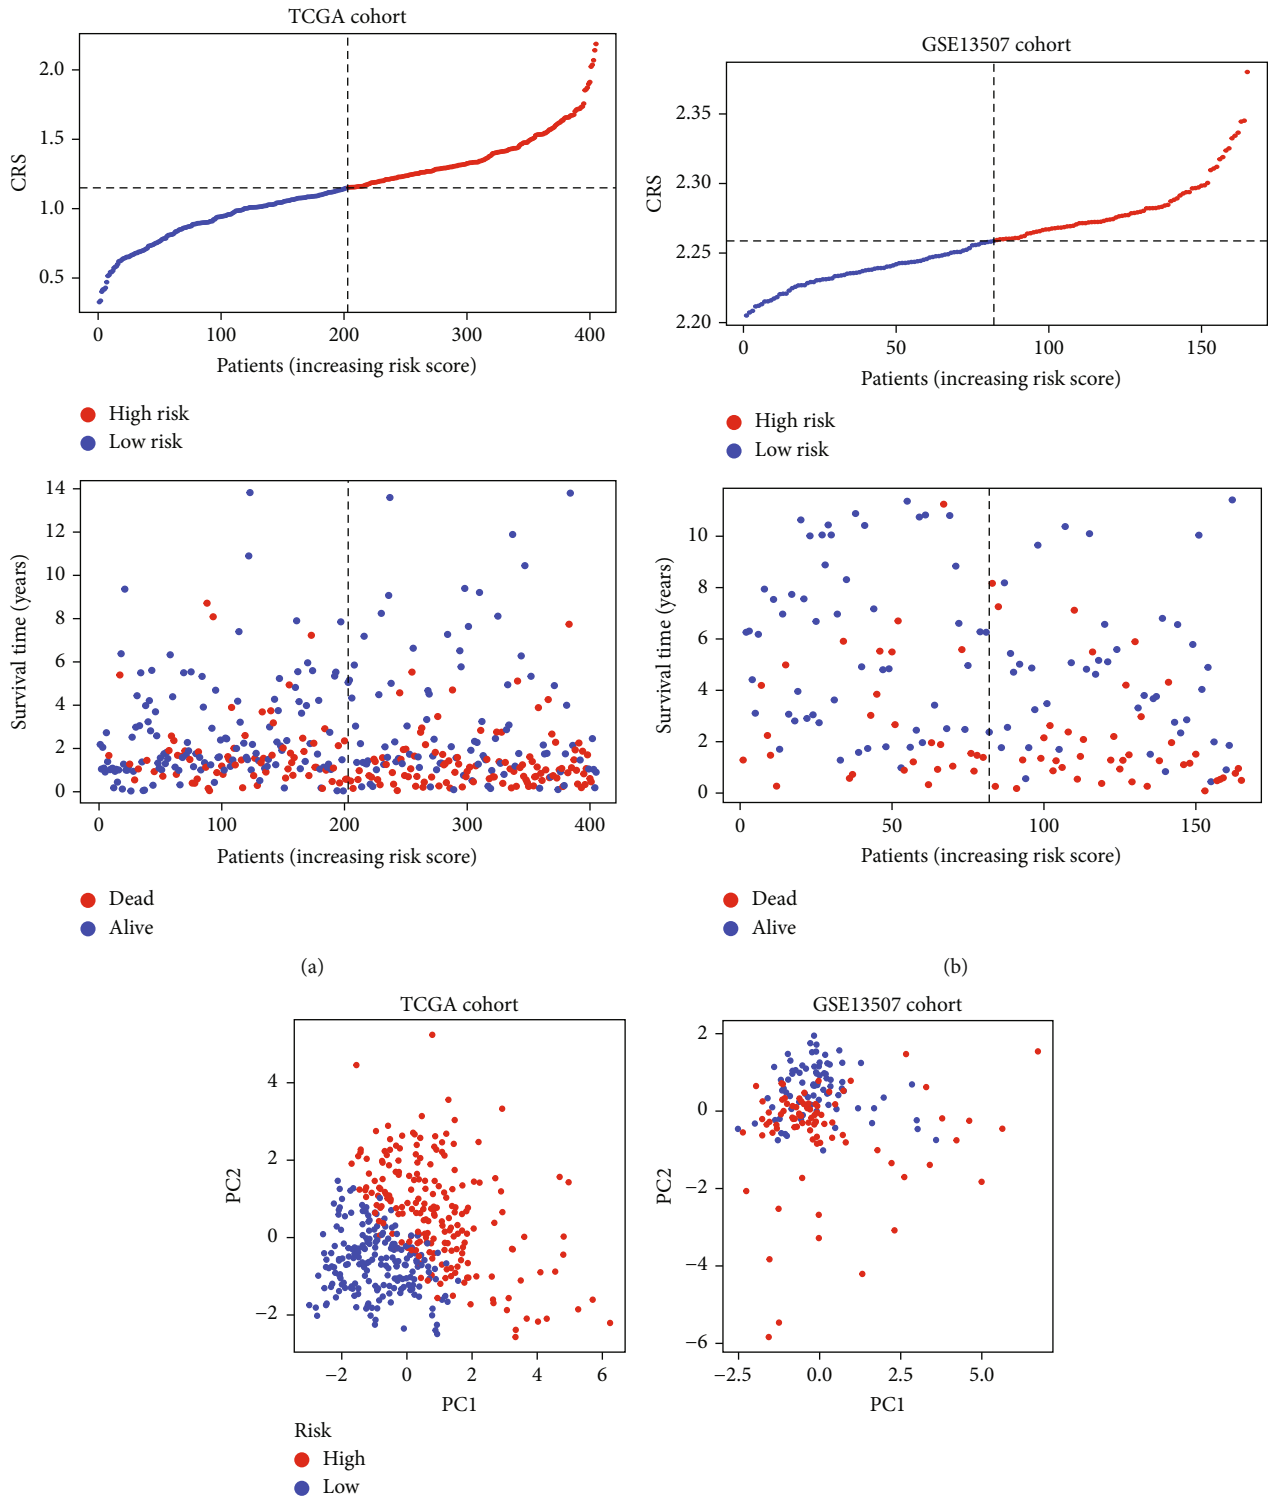 TCGA cohort
2.0
1.5
1.0
0.5
CRS
0 100 200 300 400
Patients (increasing risk score)
High risk
Low risk
GSE13507 cohort
2.35
2.30
2.25
2.20
CRS
0 50 100 150
Patients (increasing risk score)
High risk
Low risk
14
12
10
8
6
4
2
0
Survival time (years)
0 100 200 300 400
Patients (increasing risk score)
Dead
Alive
(a)
10
8
6
4
2
0
Survival time (years)
0 50 100 150
Patients (increasing risk score)
Dead
Alive
(b)
TCGA cohort
4
2
0
−2
PC2
−2 0 2 4 6
PC1
Risk
High
Low
GSE13507 cohort
2
0
−2
−4
−6
PC2
−2.5 0.0 2.5 5.0
PC1